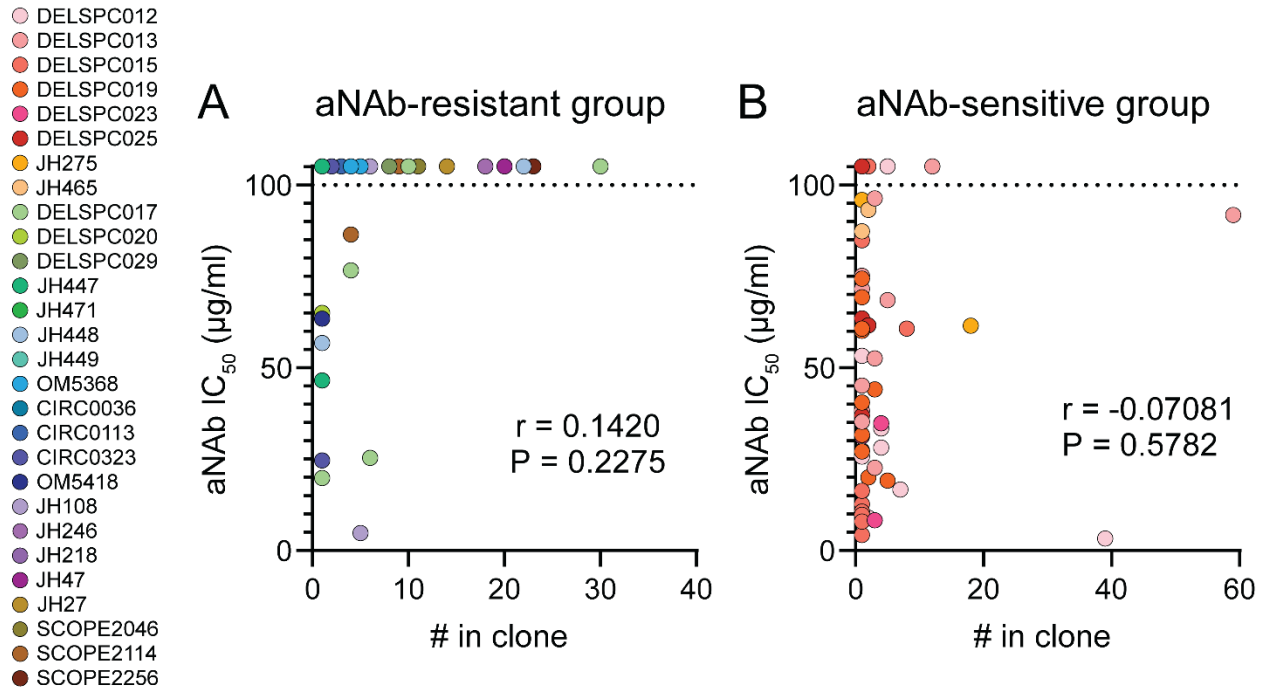 DELSPC012
DELSPC013
DELSPC015
DELSPC019
DELSPC023
DELSPC025
JH275
JH465
DELSPC017
DELSPC020
DELSPC029
JH447
JH471
JH448
JH449
OM5368
CIRC0036
CIRC0113
CIRC0323
OM5418
JH108
JH246
JH218
JH47
JH27
SCOPE2046
SCOPE2114
SCOPE2256
A aNAb-resistant group
aNAb IC50 (µg/ml)
100
50
0
r = 0.1420
P = 0.2275
0 10 20 30 40
# in clone
B aNAb-sensitive group
aNAb IC50 (µg/ml)
100
50
0
r = -0.07081
P = 0.5782
0 20 40 60
# in clone